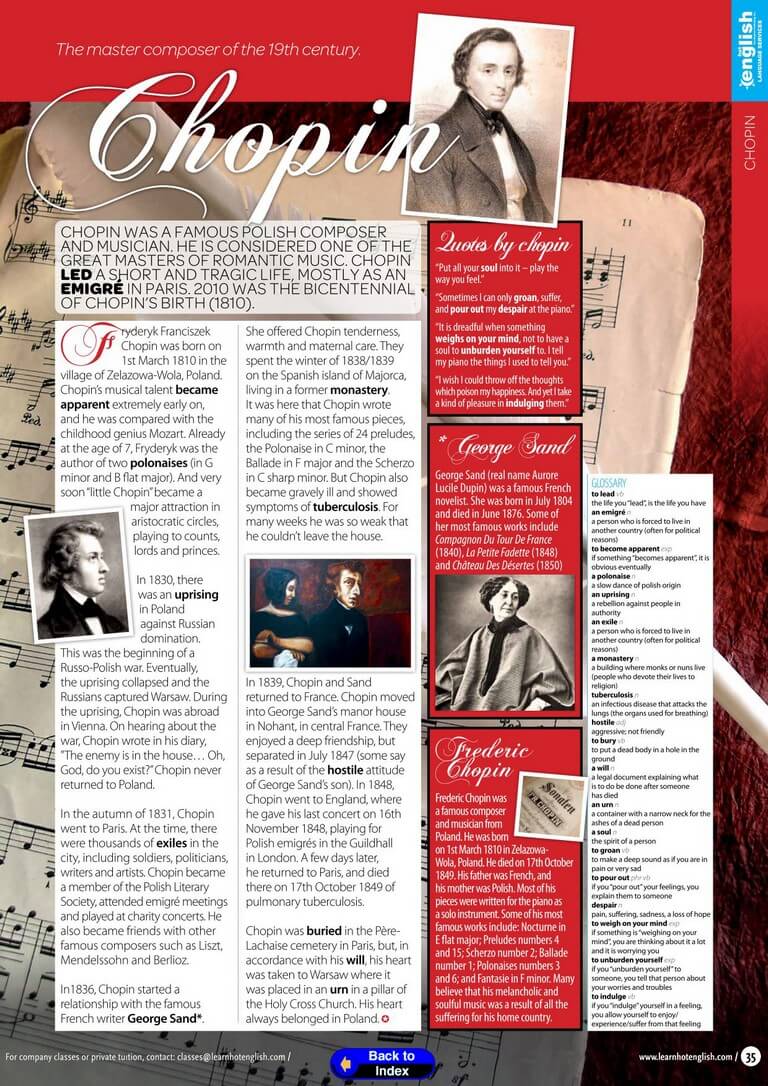 The master composer of the 19th century.
Chopin
hot
english
LANGUAGE SERVICES
CHOPIN
11
CHOPIN WAS A FAMOUS POLISH COMPOSER
AND MUSICIAN. HE IS CONSIDERED ONE OF THE
GREAT MASTERS OF ROMANTIC MUSIC. CHOPIN
LED A SHORT AND TRAGIC LIFE, MOSTLY AS AN
EMIGRÉ IN PARIS. 2010 WAS THE BICENTENNIAL
OF CHOPIN'S BIRTH (1810).
Fryderyk Franciszek
Chopin was born on
1st March 1810 in the
village of Zelazowa-Wola, Poland.
Chopin's musical talent became
apparent extremely early on,
and he was compared with the
childhood genius Mozart. Already
at the age of 7, Fryderyk was the
author of two polonaises (in G
minor and B flat major). And very
soon "little Chopin" became a
major attraction in
aristocratic circles,
playing to counts,
lords and princes.
In 1830, there
was an uprising
in Poland
against Russian
domination.
This was the beginning of a
Russo-Polish war. Eventually,
the uprising collapsed and the
Russians captured Warsaw. During
the uprising, Chopin was abroad
in Vienna. On hearing about the
war, Chopin wrote in his diary,
"The enemy is in the house… Oh,
God, do you exist?" Chopin never
returned to Poland.
In the autumn of 1831, Chopin
went to Paris. At the time, there
were thousands of exiles in the
city, including soldiers, politicians,
writers and artists. Chopin became
a member of the Polish Literary
Society, attended emigré meetings
and played at charity concerts. He
also became friends with other
famous composers such as Liszt,
Mendelssohn and Berlioz.
In1836, Chopin started a
relationship with the famous
French writer George Sand*.
She offered Chopin tenderness,
warmth and maternal care. They
spent the winter of 1838/1839
on the Spanish island of Majorca,
living in a former monastery.
It was here that Chopin wrote
many of his most famous pieces,
including the series of 24 preludes,
the Polonaise in C minor, the
Ballade in F major and the Scherzo
in C sharp minor. But Chopin also
became gravely ill and showed
symptoms of tuberculosis. For
many weeks he was so weak that
he couldn't leave the house.
In 1839, Chopin and Sand
returned to France. Chopin moved
into George Sand's manor house
in Nohant, in central France. They
enjoyed a deep friendship, but
separated in July 1847 (some say
as a result of the hostile attitude
of George Sand's son). In 1848,
Chopin went to England, where
he gave his last concert on 16th
November 1848, playing for
Polish emigrés in the Guildhall
in London. A few days later,
he returned to Paris, and died
there on 17th October 1849 of
pulmonary tuberculosis.
Chopin was buried in the Père-
Lachaise cemetery in Paris, but, in
accordance with his will, his heart
was taken to Warsaw where it
was placed in an urn in a pillar of
the Holy Cross Church. His heart
always belonged in Poland.
Quotes by chopin
"Put all your soul into it – play the
way you feel."
"Sometimes I can only groan, suffer,
and pour out my despair at the piano."
"It is dreadful when something
weighs on your mind, not to have a
soul to unburden yourself to. I tell
my piano the things I used to tell you."
"I wish I could throw off the thoughts
which poison my happiness. And yet I take
a kind of pleasure in indulging them."
* George Sand
George Sand (real name Aurore
Lucile Dupin) was a famous French
novelist. She was born in July 1804
and died in June 1876. Some of
her most famous works include
Compagnon Du Tour De France
(1840), La Petite Fadette (1848)
and Château Des Désertes (1850)
Frederic
Chopin
Sonaten
FR. CHOPIN
Frederic Chopin was
a famous composer
and musician from
Poland. He was born
on 1st March 1810 in Zelazowa-
Wola, Poland. He died on 17th October
1849. His father was French, and
his mother was Polish. Most of his
pieces were written for the piano as
a solo instrument. Some of his most
famous works include: Nocturne in
E flat major; Preludes numbers 4
and 15; Scherzo number 2; Ballade
number 1; Polonaises numbers 3
and 6; and Fantasie in F minor. Many
believe that his melancholic and
soulful music was a result of all the
suffering for his home country.
GLOSSARY
to lead vb
the life you "lead", is the life you have
an emigré n
a person who is forced to live in
another country (often for political
reasons)
to become apparent exp
if something "becomes apparent", it is
obvious eventually
a polonaise n
a slow dance of polish origin
an uprising n
a rebellion against people in
authority
an exile n
a person who is forced to live in
another country (often for political
reasons)
a monastery n
a building where monks or nuns live
(people who devote their lives to
religion)
tuberculosis n
an infectious disease that attacks the
lungs (the organs used for breathing)
hostile adj
aggressive; not friendly
to bury vb
to put a dead body in a hole in the
ground
a will n
a legal document explaining what
is to be done after someone
has died
an urn n
a container with a narrow neck for the
ashes of a dead person
a soul n
the spirit of a person
to groan vb
to make a deep sound as if you are in
pain or very sad
to pour out phr vb
if you "pour out" your feelings, you
explain them to someone
despair n
pain, suffering, sadness, a loss of hope
to weigh on your mind exp
if something is "weighing on your
mind", you are thinking about it a lot
and it is worrying you
to unburden yourself exp
if you "unburden yourself" to
someone, you tell that person about
your worries and troubles
to indulge vb
if you "indulge" yourself in a feeling,
you allow yourself to enjoy/
experience/suffer from that feeling
For company classes or private tuition, contact: classes@learnhotenglish.com /
Back to
Index
www.learnhotenglish.com / 35